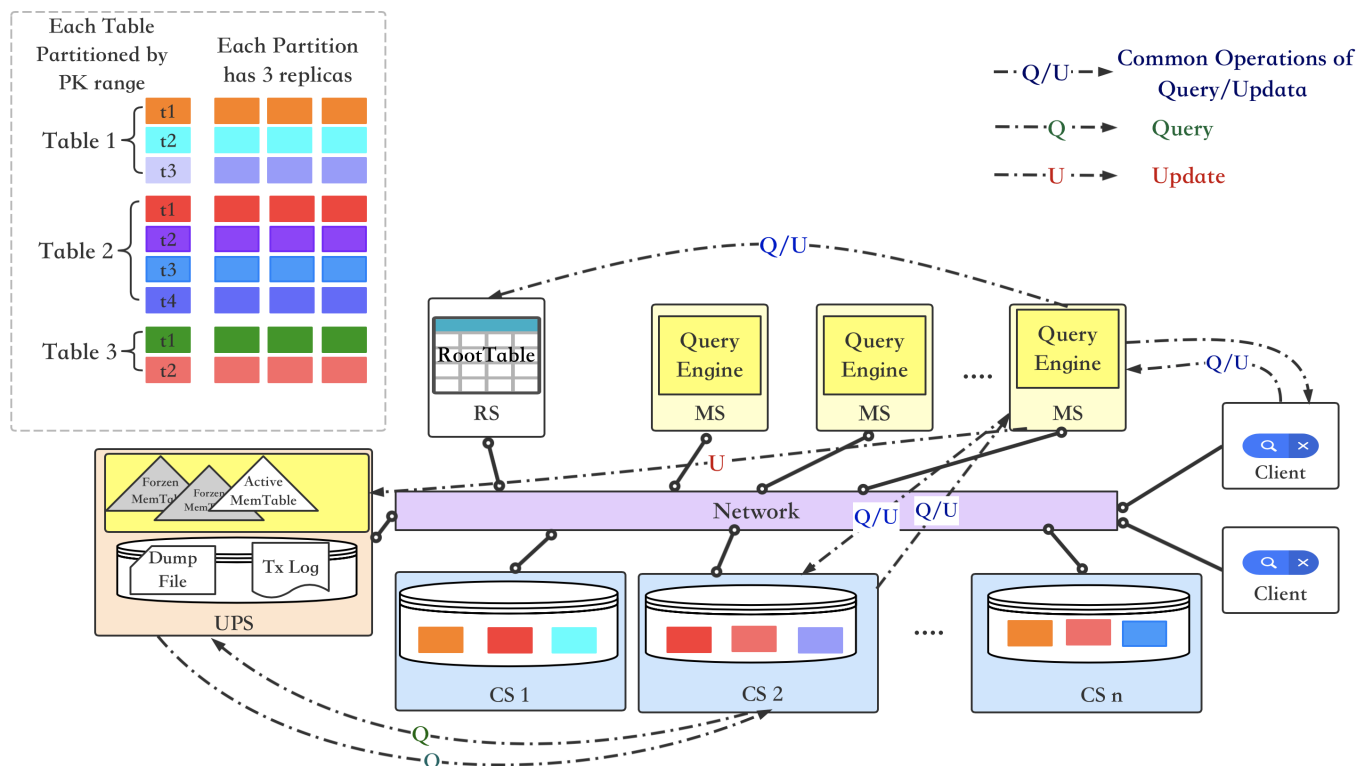 Each Table
Partitioned by
PK range
Each Partition
has 3 replicas
Table 1
t1
t2
t3
Table 2
t1
t2
t3
t4
Table 3
t1
t2
Q/U
Common Operations of
Query/Updata
Q
Query
U
Update
Q/U
RootTable
RS
Query
Engine
MS
Query
Engine
MS
....
Query
Engine
MS
Q/U
Client
Client
U
Network
Q/U
Q/U
Forzen
MemTa
Forzen
Mem
Active
MemTable
Dump
File
Tx Log
UPS
CS 1
CS 2
....
CS n
Q
Q